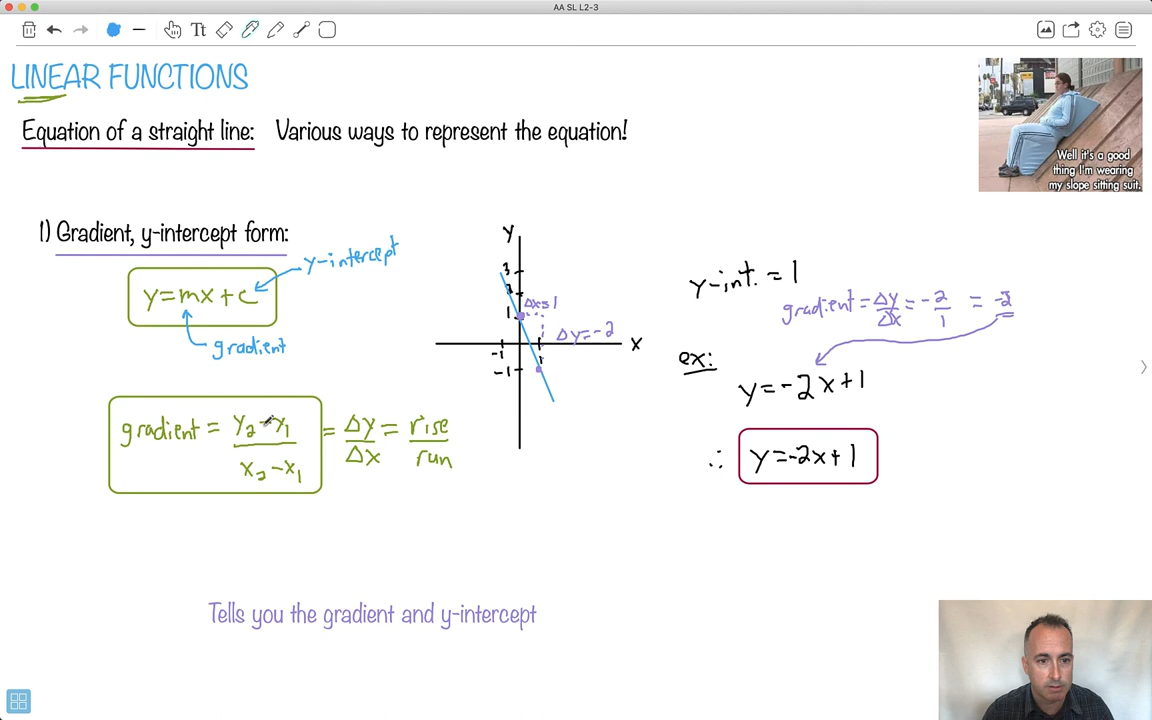 AA SL L2-3
Tt
LINEAR FUNCTIONS
Equation of a straight line: Various ways to represent the equation!
Well it's a good
thing I'm wearing
my slope sitting suit.
1) Gradient, y-intercept form:
y-intercept
y=mx+c
gradient
gradient = y₂-y₁/x₂-x₁ = Δy/Δx = rise/run
y
3
2
1
Δx=1
Δy=-2
x
-1
1
-1
y-int. = 1
gradient = Δy/Δx = -2/1 = -2
ex:
y=-2x+1
∴ y=-2x+1
Tells you the gradient and y-intercept